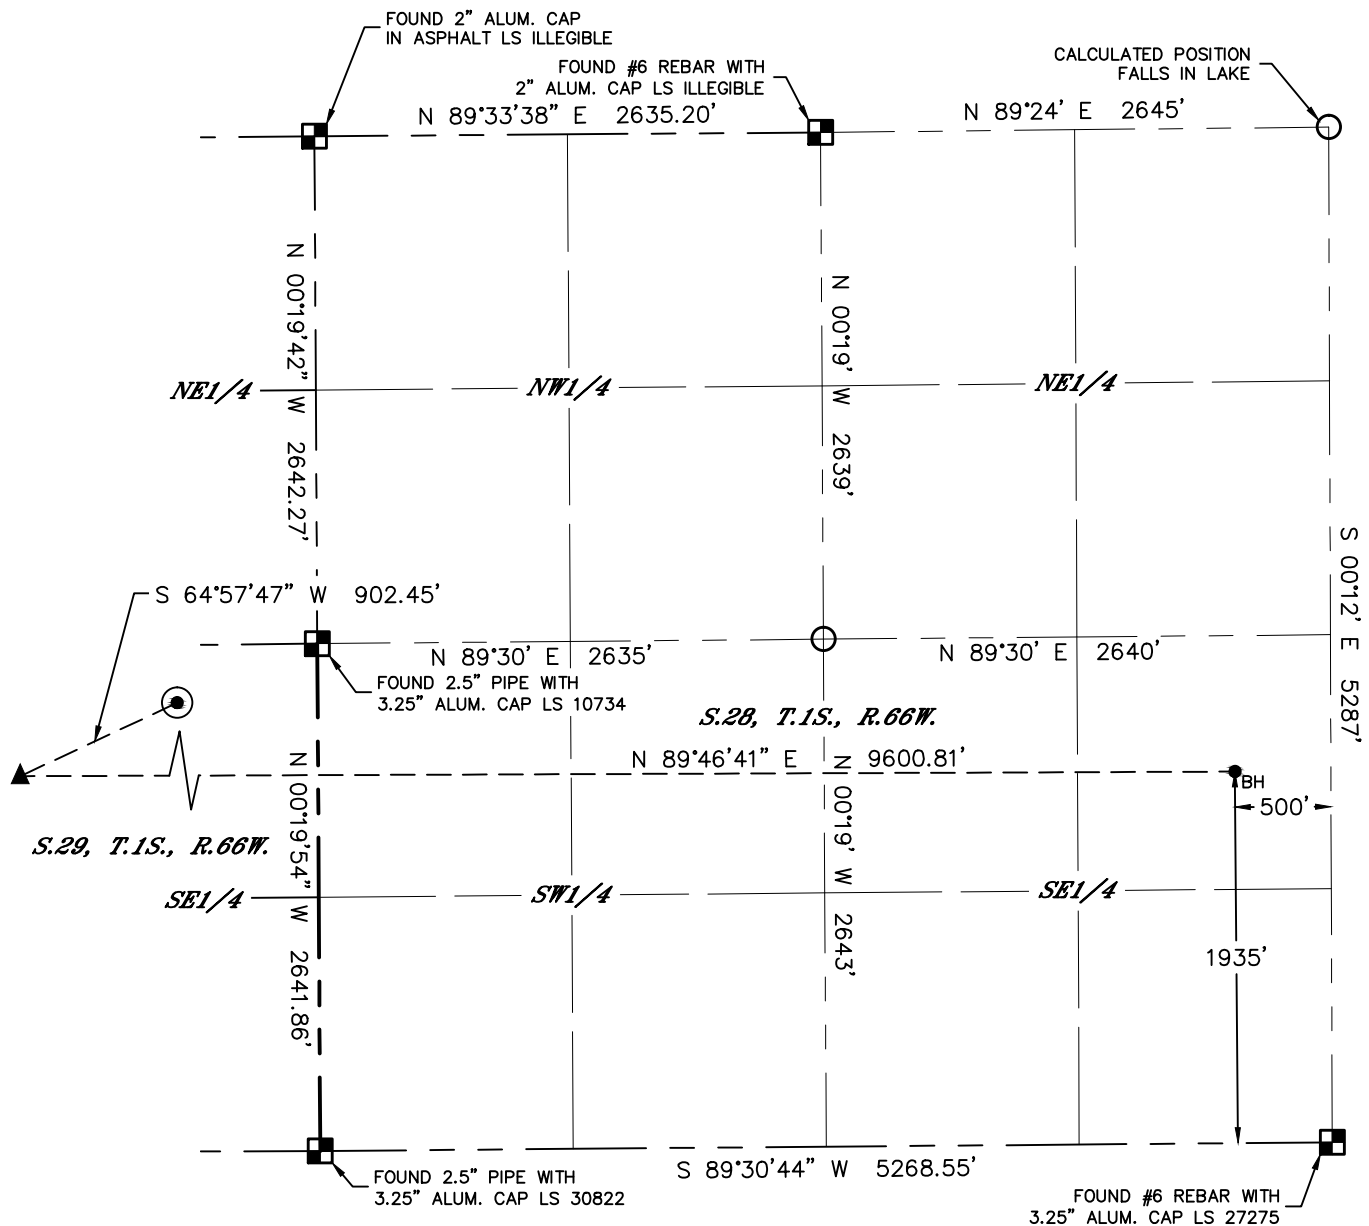 FOUND 2" ALUM. CAP
IN ASPHALT LS ILLEGIBLE
FOUND #6 REBAR WITH
2" ALUM. CAP LS ILLEGIBLE
CALCULATED POSITION
FALLS IN LAKE
N 89°33'38" E 2635.20'
N 89°24' E 2645'
N 00°19'42" W 2642.27'
N 00°19' W 2639'
NE1/4
NW1/4
NE1/4
S 00°12' E 5287'
S 64°57'47" W 902.45'
N 89°30' E 2635'
N 89°30' E 2640'
FOUND 2.5" PIPE WITH
3.25" ALUM. CAP LS 10734
S.28, T.1S., R.66W.
N 89°46'41" E 9600.81'
BH
500'
N 00°19'54" W 2641.86'
N 00°19' W 2643'
S.29, T.1S., R.66W.
SE1/4
SW1/4
SE1/4
1935'
S 89°30'44" W 5268.55'
FOUND 2.5" PIPE WITH
3.25" ALUM. CAP LS 30822
FOUND #6 REBAR WITH
3.25" ALUM. CAP LS 27275